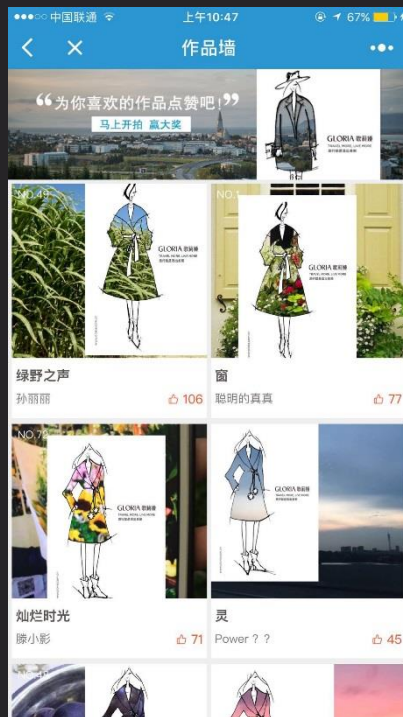 中国联通
上午10:47
67%
作品墙
“为你喜欢的作品点赞吧!”
马上开拍 赢大奖
GLORIA 歌莉娅
TRAVEL MORE, LIVE MORE
NO.49
GLORIA 歌莉娅
NO.1
GLORIA 歌莉娅
绿野之声
孙丽丽
106
窗
聪明的真真
77
GLORIA 歌莉娅
GLORIA 歌莉娅
灿烂时光
滕小影
71
灵
Power ? ?
45